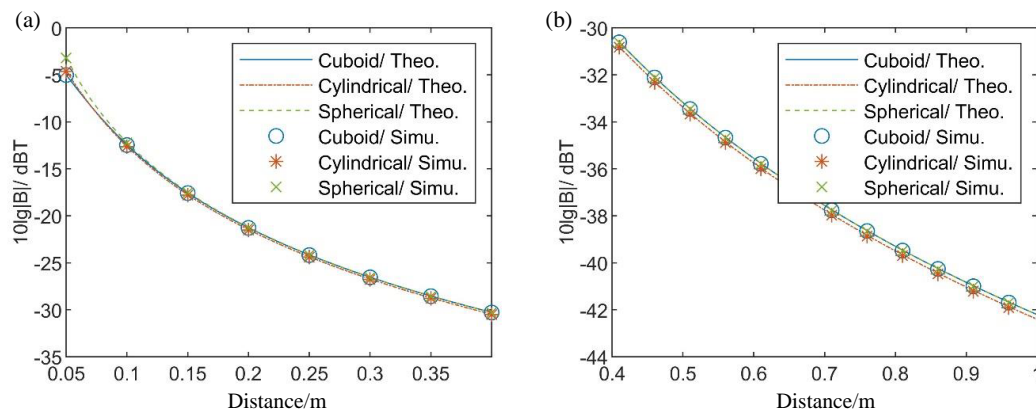 (a)
0
-5
-10
-15
-20
-25
-30
-35
10lg|B|/ dBT
0.05 0.1 0.15 0.2 0.25 0.3 0.35
Distance/m
Cuboid/ Theo.
Cylindrical/ Theo.
Spherical/ Theo.
Cuboid/ Simu.
Cylindrical/ Simu.
Spherical/ Simu.
(b)
-30
-32
-34
-36
-38
-40
-42
-44
10lg|B|/ dBT
0.4 0.5 0.6 0.7 0.8 0.9 1
Distance/m
Cuboid/ Theo.
Cylindrical/ Theo.
Spherical/ Theo.
Cuboid/ Simu.
Cylindrical/ Simu.
Spherical/ Simu.